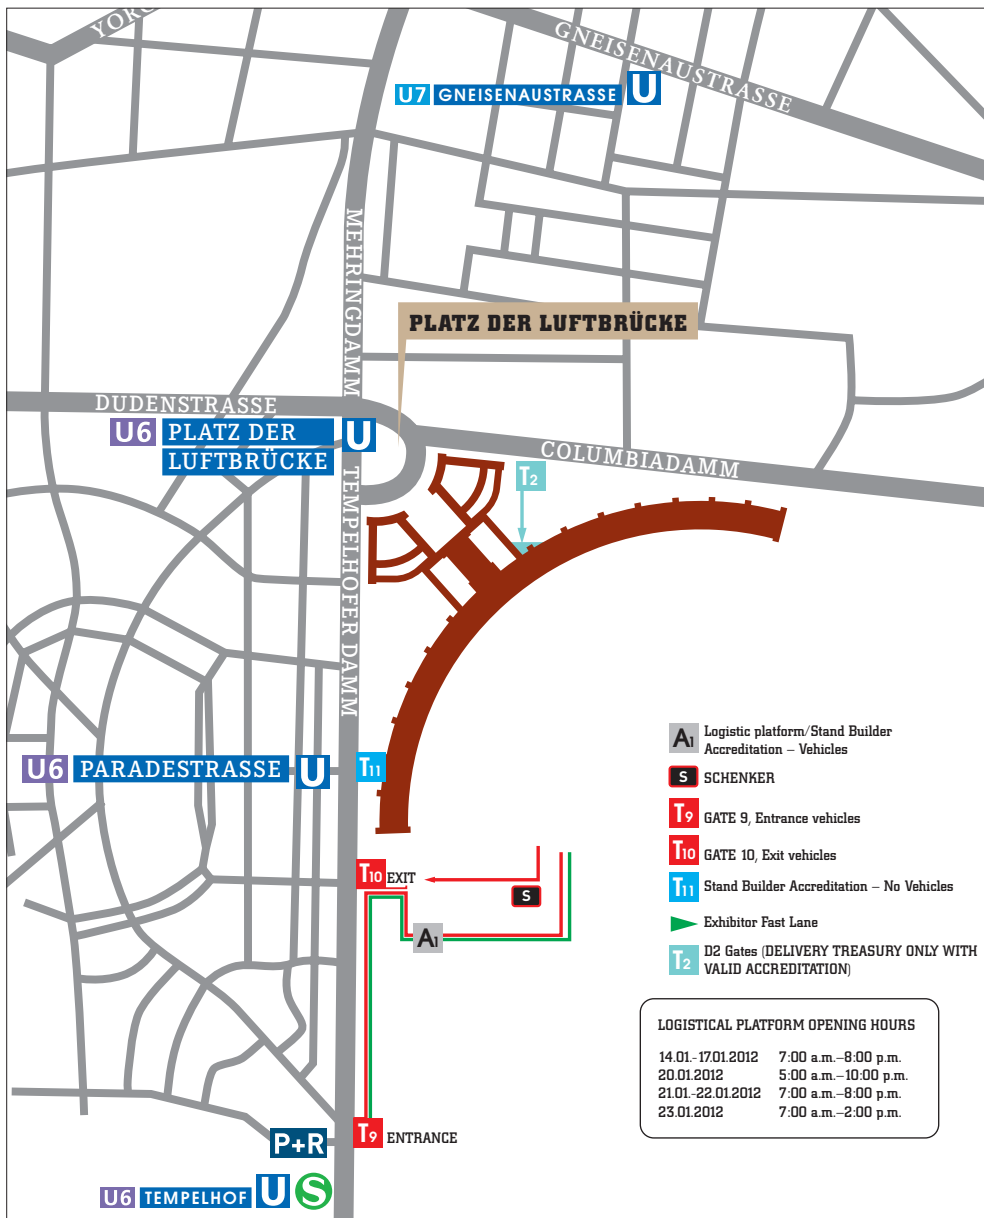 YORC
GNEISENAUSTRASSE
U7 GNEISENAUSTRASSE U
MEHRINGDAMM
PLATZ DER LUFTBRÜCKE
DUDENSTRASSE
U6 PLATZ DER
LUFTBRÜCKE
U
COLUMBIADAMM
T2
TEMPELHOFER DAMM
U6 PARADESTRASSE U
T11
T10 EXIT
S
A1
T9 ENTRANCE
P+R
U6 TEMPELHOF U S
A1 Logistic platform/Stand Builder
Accreditation – Vehicles
S SCHENKER
T9 GATE 9, Entrance vehicles
T10 GATE 10, Exit vehicles
T11 Stand Builder Accreditation – No Vehicles
Exhibitor Fast Lane
T2 D2 Gates (DELIVERY TREASURY ONLY WITH
VALID ACCREDITATION)
LOGISTICAL PLATFORM OPENING HOURS
14.01.-17.01.2012 7:00 a.m.–8:00 p.m.
20.01.2012 5:00 a.m.–10:00 p.m.
21.01.-22.01.2012 7:00 a.m.–8:00 p.m.
23.01.2012 7:00 a.m.–2:00 p.m.